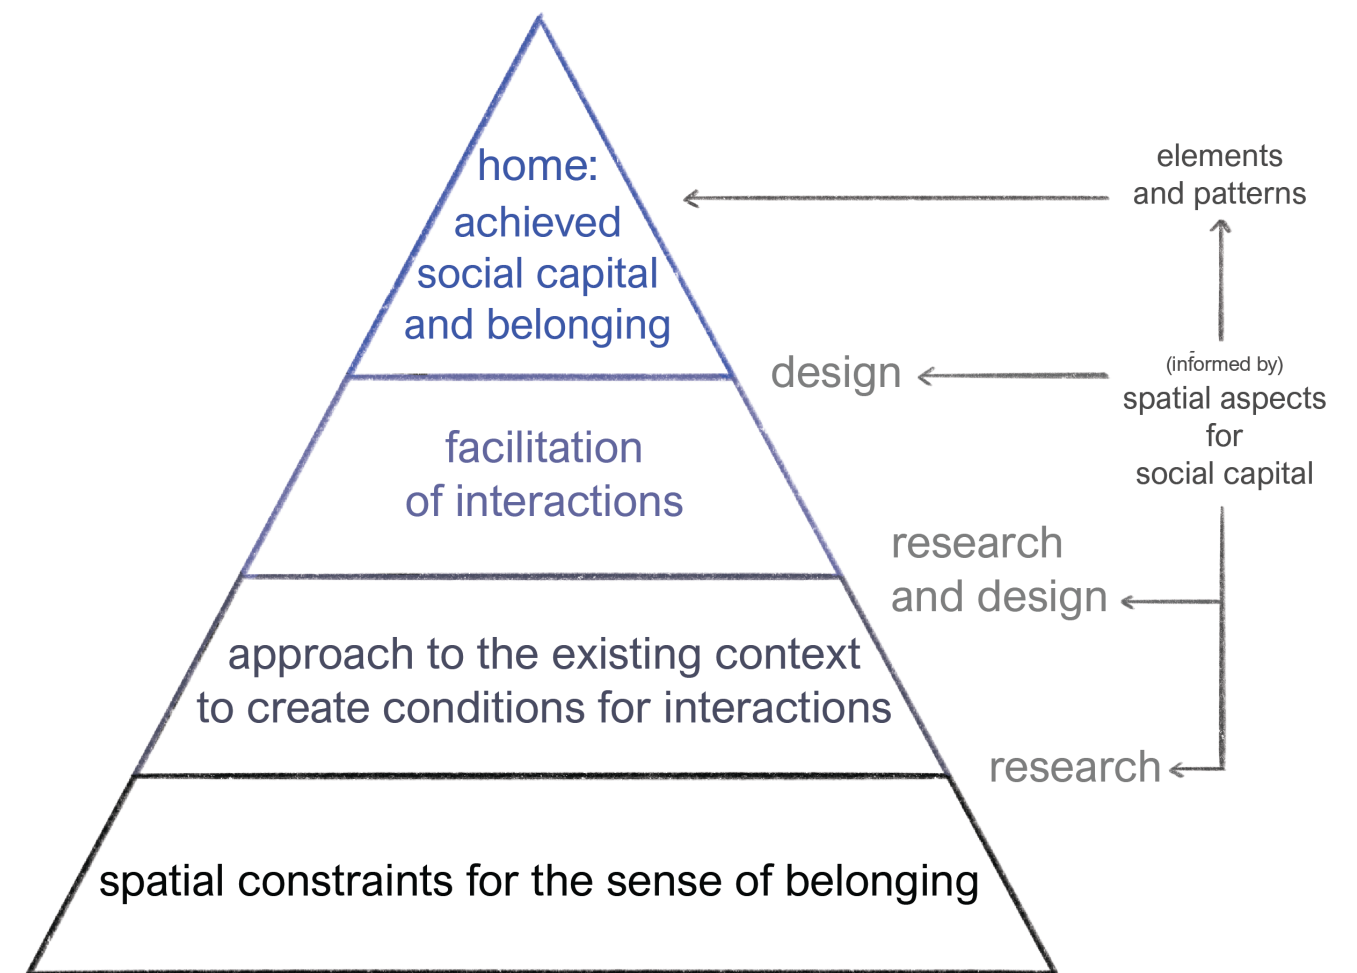 home:
achieved
social capital
and belonging
facilitation
of interactions
approach to the existing context
to create conditions for interactions
spatial constraints for the sense of belonging
elements
and patterns
design
(informed by)
spatial aspects
for
social capital
research
and design
research